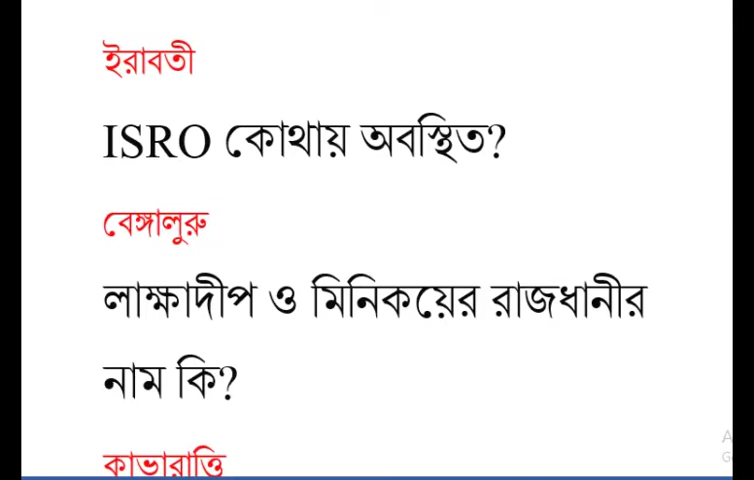 ইরাবতী
ISRO কোথায় অবস্থিত?
বেঙ্গালুরু
লাক্ষাদীপ ও মিনিকয়ের রাজধানীর
নাম কি?
কাভারাত্তি